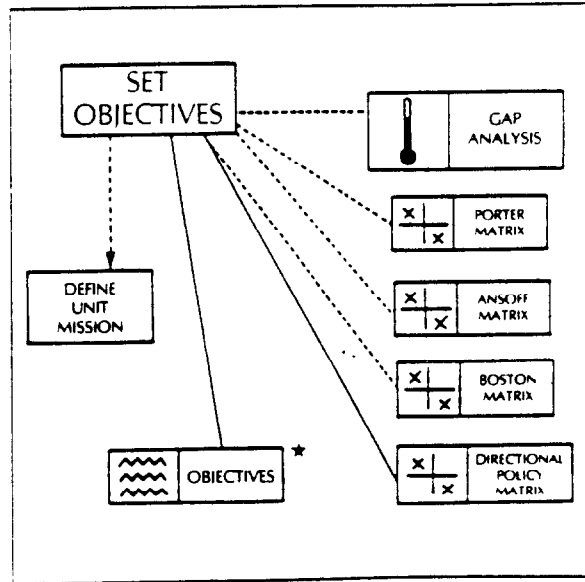 SET
OBJECTIVES
GAP
ANALYSIS
PORTER
MATRIX
DEFINE
UNIT
MISSION
ANSOFF
MATRIX
BOSTON
MATRIX
OBJECTIVES
DIRECTIONAL
POLICY
MATRIX